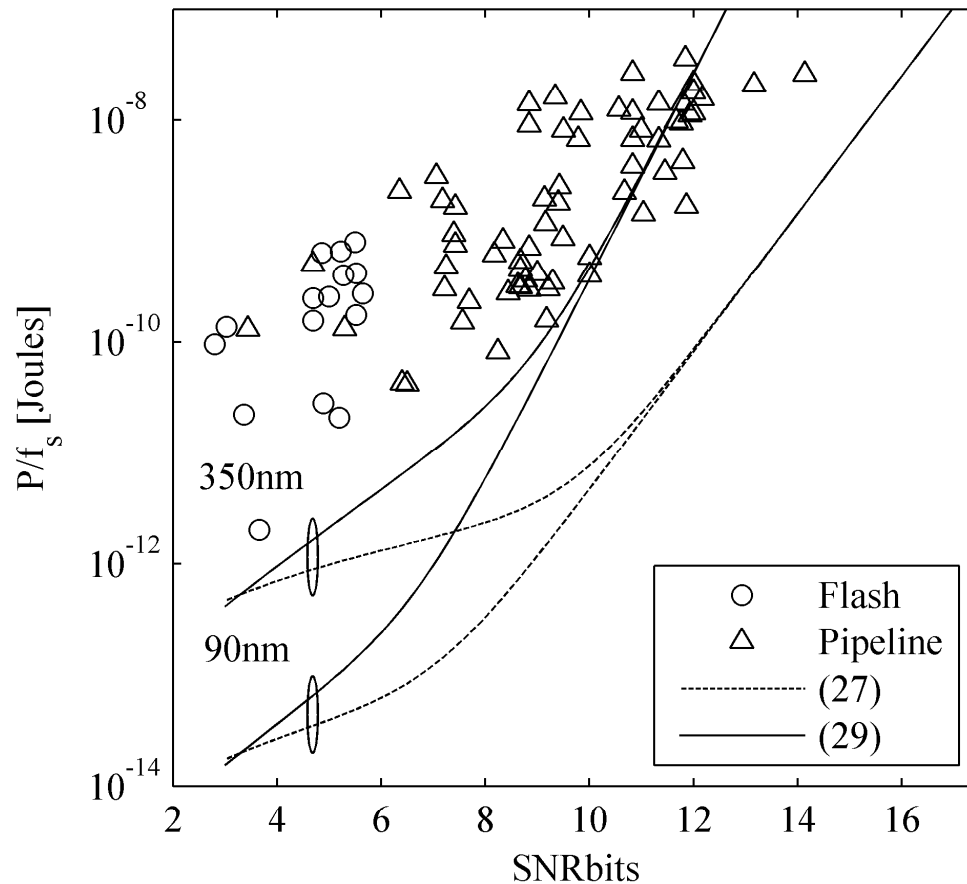 P/f_s [Joules]
10^-8
10^-10
10^-12
10^-14
350nm
90nm
Flash
Pipeline
(27)
(29)
2 4 6 8 10 12 14 16
SNRbits